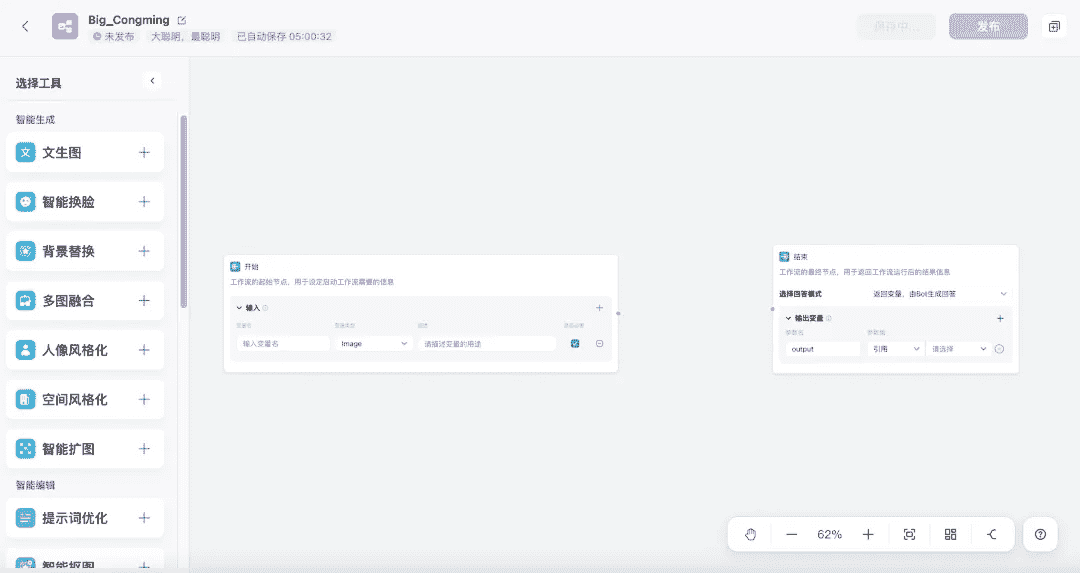 Big_Congming
未发布 大聪明，最聪明 已自动保存 05:00:32
保存中...
发布
选择工具
智能生成
文生图
智能换脸
背景替换
多图融合
人像风格化
空间风格化
智能扩图
智能编辑
提示词优化
智能抠图
开始
工作流的起始节点，用于设定启动工作流需要的信息
输入
变量名 变量类型 描述 是否必要
输入变量名 Image 请描述变量的用途
结束
工作流的最终节点，用于返回工作流运行后的结果信息
选择回答模式 返回变量，由Bot生成回答
输出变量
参数名 参数值
output 引用 请选择
62%